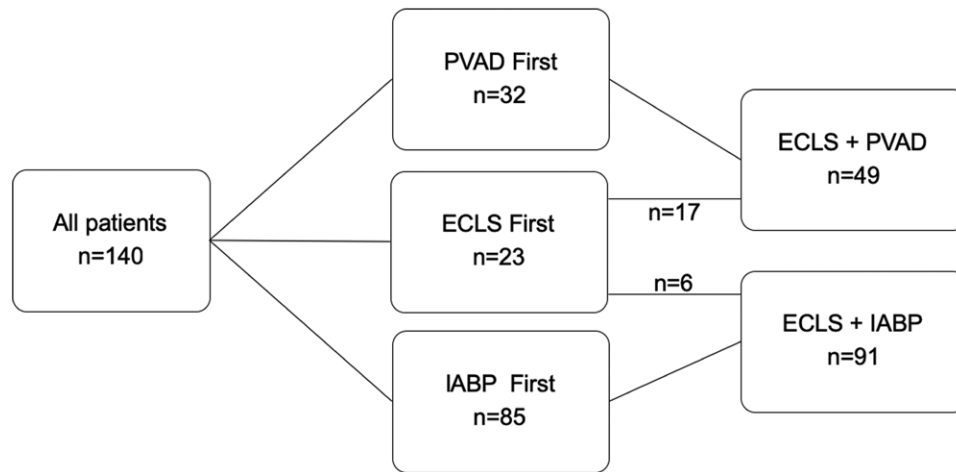 All patients
n=140
PVAD First
n=32
ECLS First
n=23
IABP First
n=85
n=17
n=6
ECLS + PVAD
n=49
ECLS + IABP
n=91